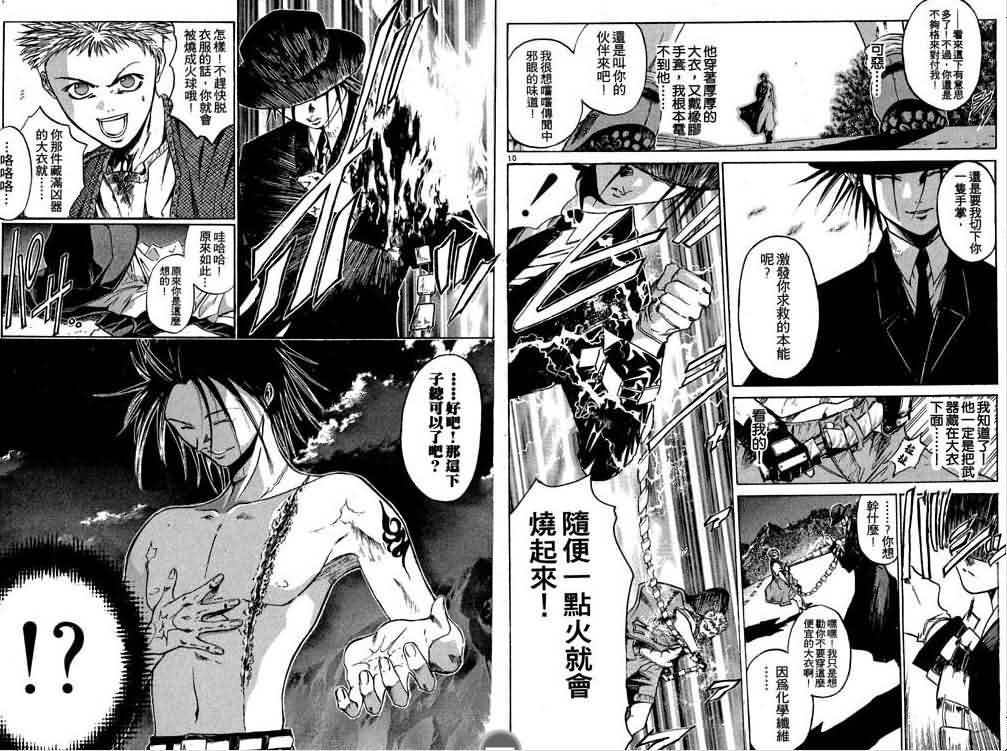 ——看來這下有意思
多了！不過，你還是
不夠格來對付我！
可惡……
他穿著厚厚的
大衣，又戴橡膠
手套，我根本電
不到他……
還是叫你的
伙伴來吧！
我很想嚐嚐傳聞中
邪眼的味道！
10
還是要我切下你
一隻手掌，
激發你求救的本能
呢？
我知道了—
他一定是把武
器藏在大衣
下面……
看我的
拉
拉
……？你想
幹什麼！
嘿嘿！我只是想
勸你不要穿這麼
便宜的大衣啊！
因為化學纖維
……
隨便一點火就會
燒起來！
！
怎樣！不趕快脫
衣服的話，你就會
被燒成火球哦！
你那件藏滿凶器
的大衣就……
…咯咯咯…
哇哈哈！
原來如此…
原來你是這麼
想的！
……好吧！那這下
子總可以了吧？
！？